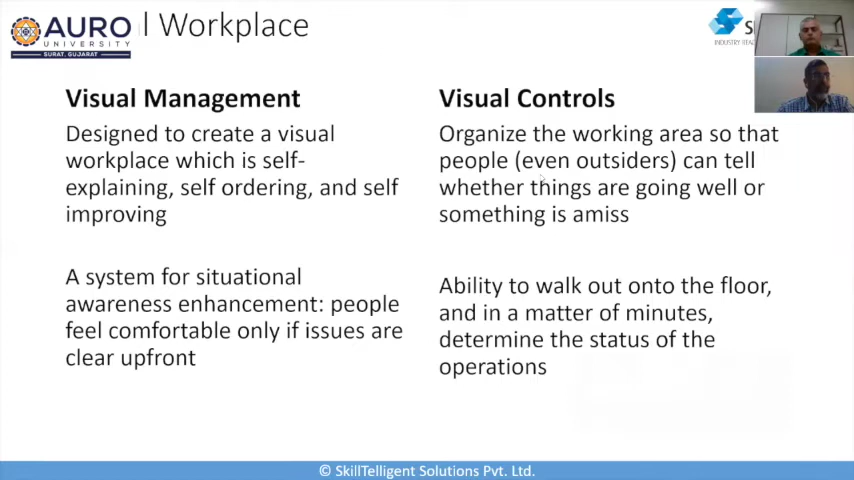 AURO
UNIVERSITY
SURAT, GUJARAT
l Workplace
INDUSTRY
Visual Management
Designed to create a visual
workplace which is self-
explaining, self ordering, and self
improving
A system for situational
awareness enhancement: people
feel comfortable only if issues are
clear upfront
Visual Controls
Organize the working area so that
people (even outsiders) can tell
whether things are going well or
something is amiss
Ability to walk out onto the floor,
and in a matter of minutes,
determine the status of the
operations
© SkillTelligent Solutions Pvt. Ltd.